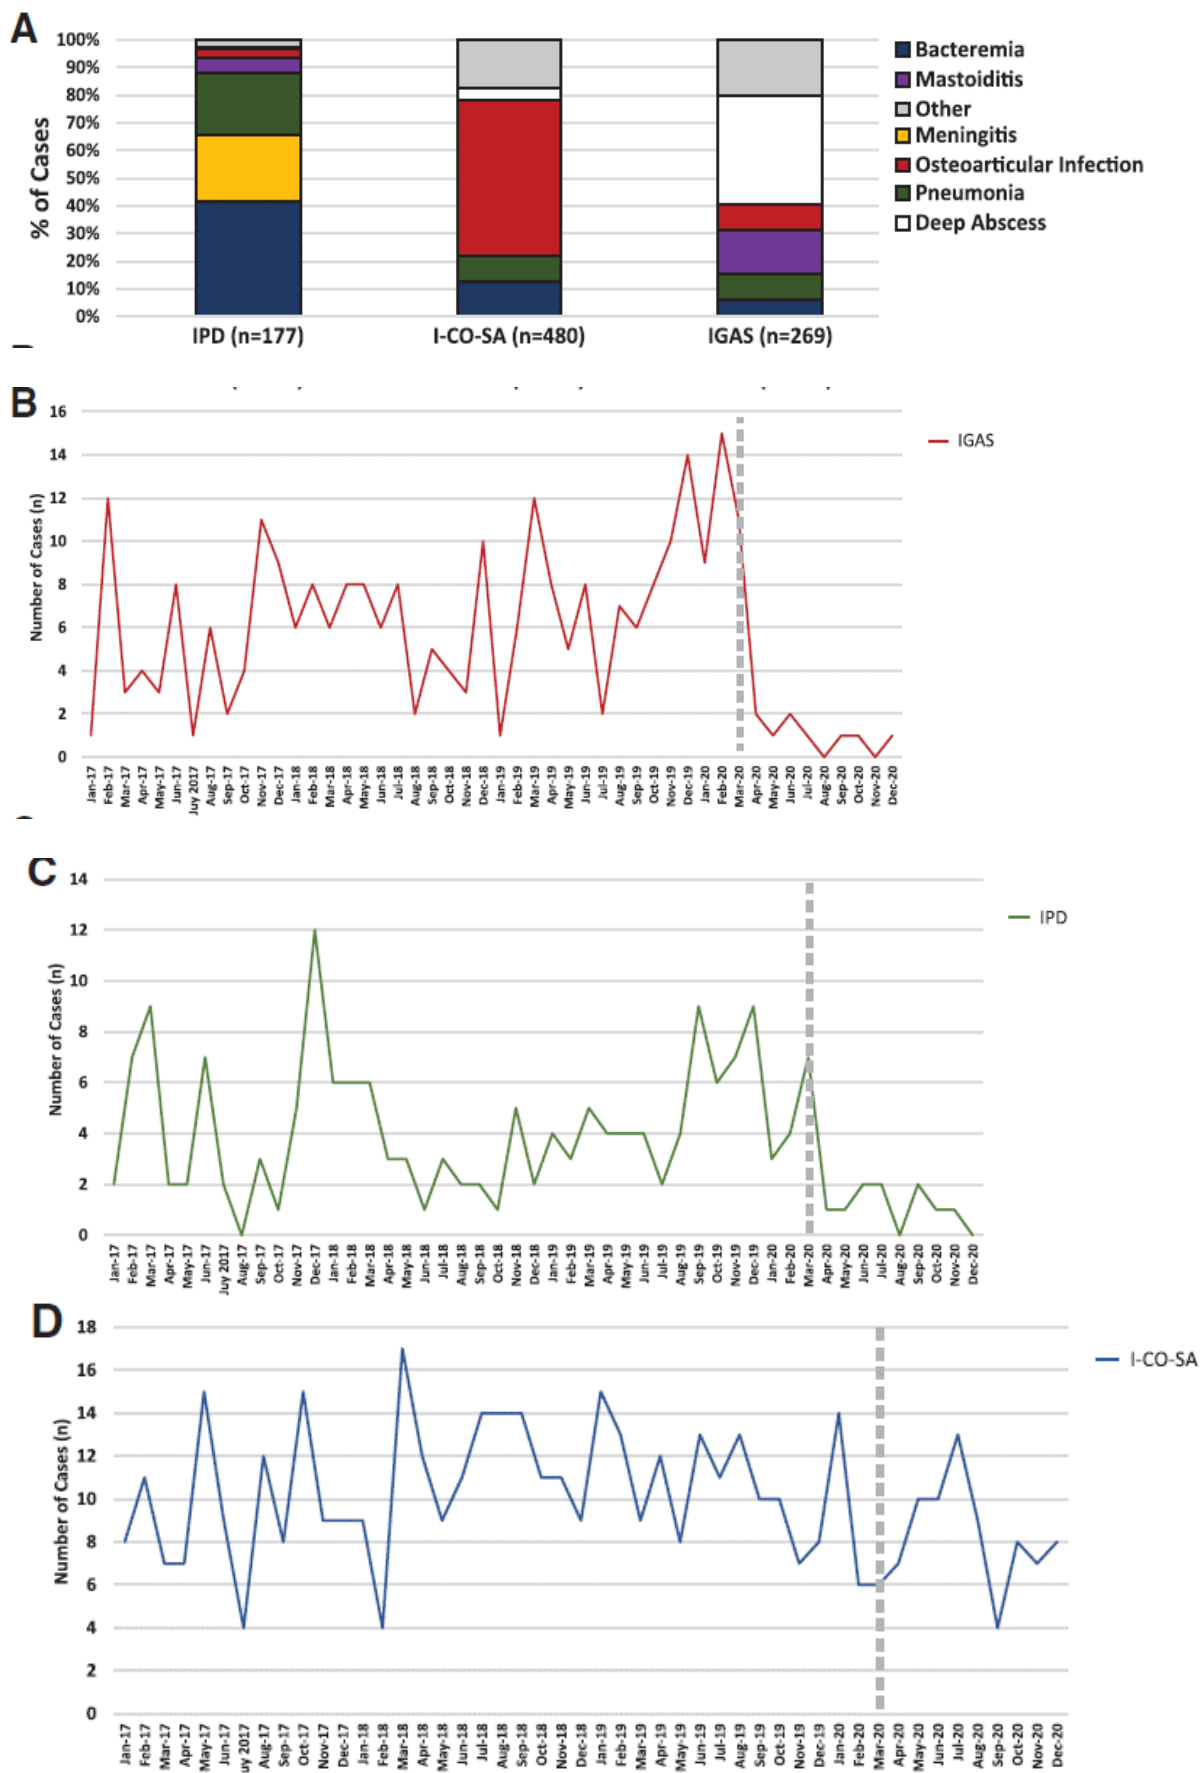 A
100%
90%
80%
70%
60%
50%
40%
30%
20%
10%
0%
% of Cases
IPD (n=177)
I-CO-SA (n=480)
IGAS (n=269)
Bacteremia
Mastoiditis
Other
Meningitis
Osteoarticular Infection
Pneumonia
Deep Abscess
B
16
14
12
10
8
6
4
2
0
Number of Cases (n)
IGAS
Jan-17 Feb-17 Mar-17 Apr-17 May-17 Jun-17 Juy 2017 Aug-17 Sep-17 Oct-17 Nov-17 Dec-17 Jan-18 Feb-18 Mar-18 Apr-18 May-18 Jun-18 Jul-18 Aug-18 Sep-18 Oct-18 Nov-18 Dec-18 Jan-19 Feb-19 Mar-19 Apr-19 May-19 Jun-19 Jul-19 Aug-19 Sep-19 Oct-19 Nov-19 Dec-19 Jan-20 Feb-20 Mar-20 Apr-20 May-20 Jun-20 Jul-20 Aug-20 Sep-20 Oct-20 Nov-20 Dec-20
C
14
12
10
8
6
4
2
0
Number of Cases (n)
IPD
Jan-17 Feb-17 Mar-17 Apr-17 May-17 Jun-17 Juy 2017 Aug-17 Sep-17 Oct-17 Nov-17 Dec-17 Jan-18 Feb-18 Mar-18 Apr-18 May-18 Jun-18 Jul-18 Aug-18 Sep-18 Oct-18 Nov-18 Dec-18 Jan-19 Feb-19 Mar-19 Apr-19 May-19 Jun-19 Jul-19 Aug-19 Sep-19 Oct-19 Nov-19 Dec-19 Jan-20 Feb-20 Mar-20 Apr-20 May-20 Jun-20 Jul-20 Aug-20 Sep-20 Oct-20 Nov-20 Dec-20
D
18
16
14
12
10
8
6
4
2
0
Number of Cases (n)
I-CO-SA
Jan-17 Feb-17 Mar-17 Apr-17 May-17 Jun-17 uy 2017 Aug-17 Sep-17 Oct-17 Nov-17 Dec-17 Jan-18 Feb-18 Mar-18 Apr-18 May-18 Jun-18 Jul-18 Aug-18 Sep-18 Oct-18 Nov-18 Dec-18 Jan-19 Feb-19 Mar-19 Apr-19 May-19 Jun-19 Jul-19 Aug-19 Sep-19 Oct-19 Nov-19 Dec-19 Jan-20 Feb-20 Mar-20 Apr-20 May-20 Jun-20 Jul-20 Aug-20 Sep-20 Oct-20 Nov-20 Dec-20